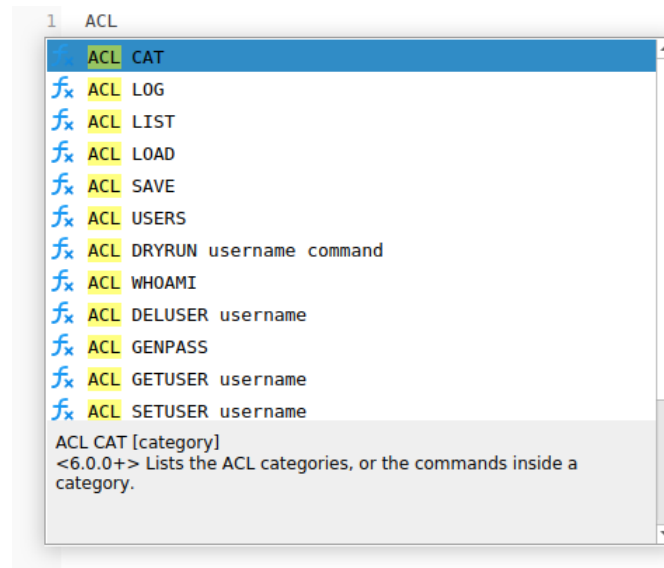 1 ACL
ACL CAT
ACL LOG
ACL LIST
ACL LOAD
ACL SAVE
ACL USERS
ACL DRYRUN username command
ACL WHOAMI
ACL DELUSER username
ACL GENPASS
ACL GETUSER username
ACL SETUSER username
ACL CAT [category]
<6.0.0+> Lists the ACL categories, or the commands inside a
category.